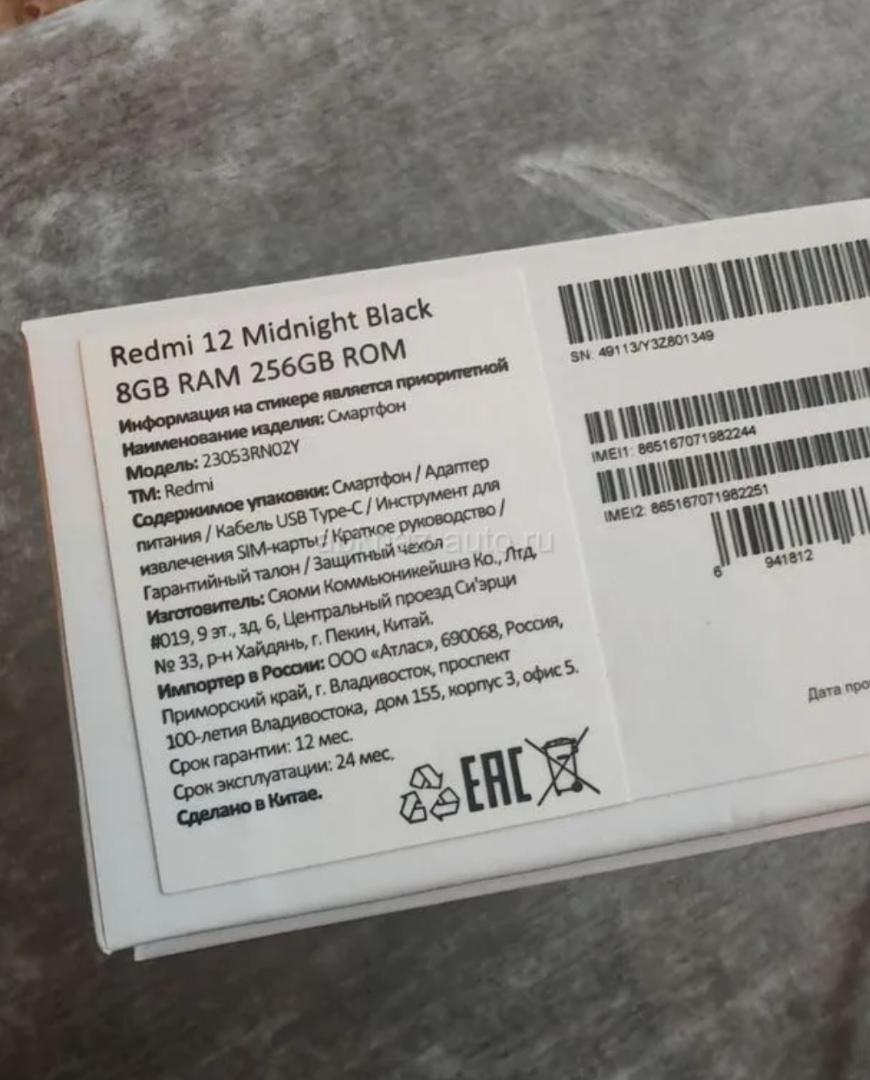 Redmi 12 Midnight Black
8GB RAM 256GB ROM
Информация на стикере является приоритетной
Наименование изделия: Смартфон
Модель: 23053RN02Y
ТМ: Redmi
Содержимое упаковки: Смартфон / Адаптер
питания / Кабель USB Type-C / Инструмент для
извлечения SIM-карты / Краткое руководство /
Гарантийный талон / Защитный чехол
Изготовитель: Сяоми Коммьюникейшнз Ко., Лтд,
#019, 9 эт., зд. 6, Центральный проезд Си'эрци
№ 33, р-н Хайдянь, г. Пекин, Китай.
Импортер в России: ООО «Атлас», 690068, Россия,
Приморский край, г. Владивосток, проспект
100-летия Владивостока, дом 155, корпус 3, офис 5.
Срок гарантии: 12 мес.
Срок эксплуатации: 24 мес.
Сделано в Китае.
EAC
SN: 49113/Y3Z801349
IMEI1: 865167071982244
IMEI2: 865167071982251
6 941812
Дата про